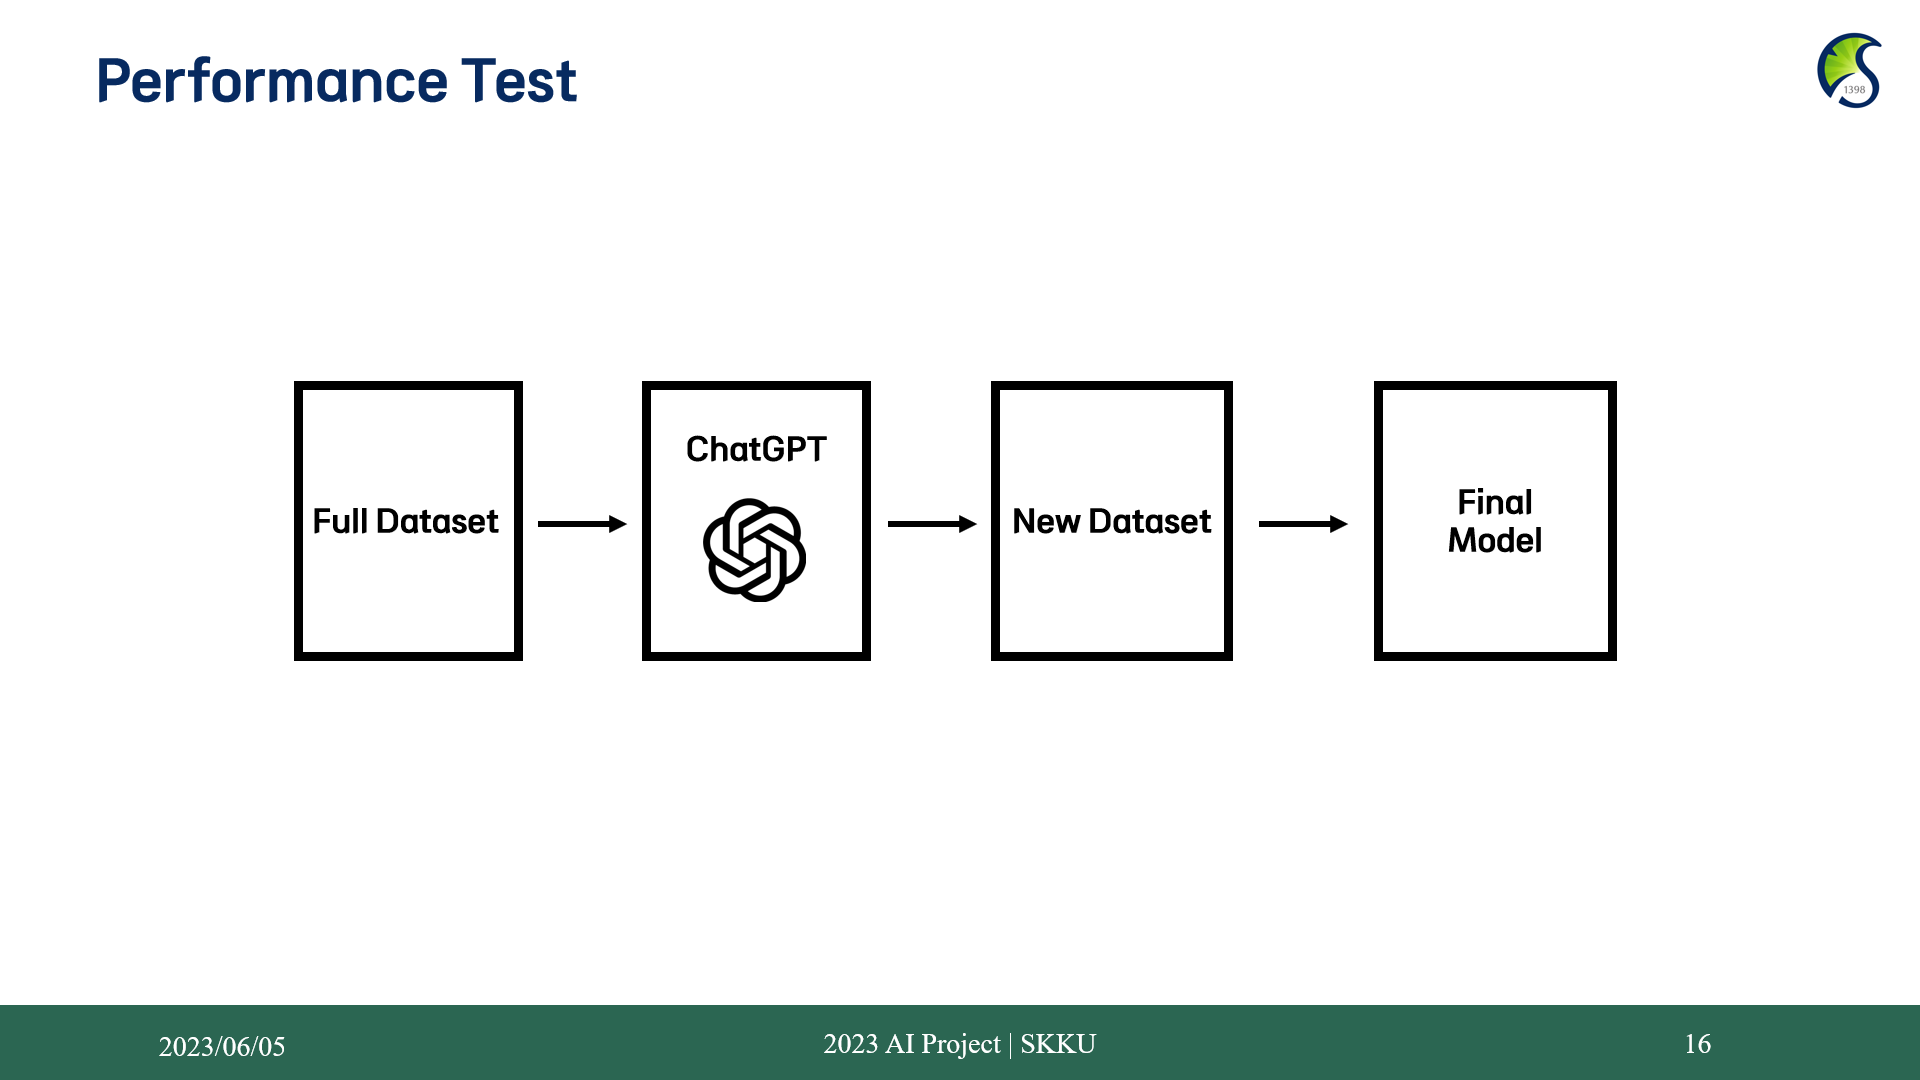 Performance Test
1398
Full Dataset
ChatGPT
New Dataset
Final
Model
2023/06/05
2023 AI Project | SKKU
16